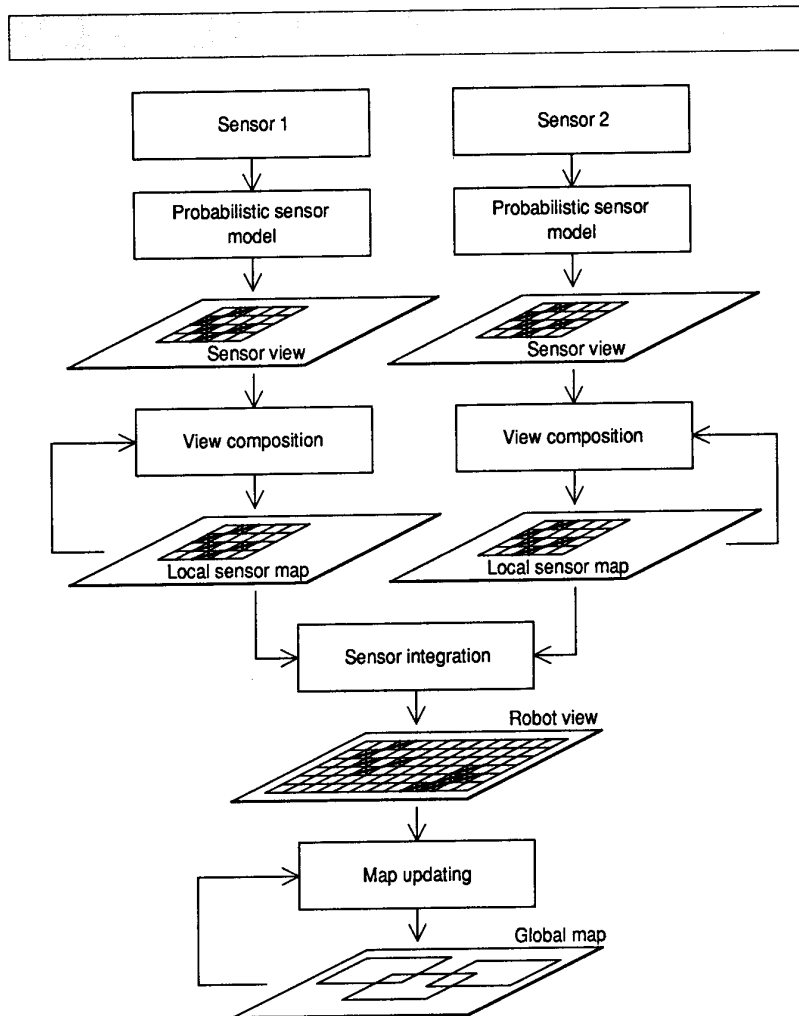 Sensor 1
Sensor 2
Probabilistic sensor
model
Probabilistic sensor
model
Sensor view
Sensor view
View composition
View composition
Local sensor map
Local sensor map
Sensor integration
Robot view
Map updating
Global map